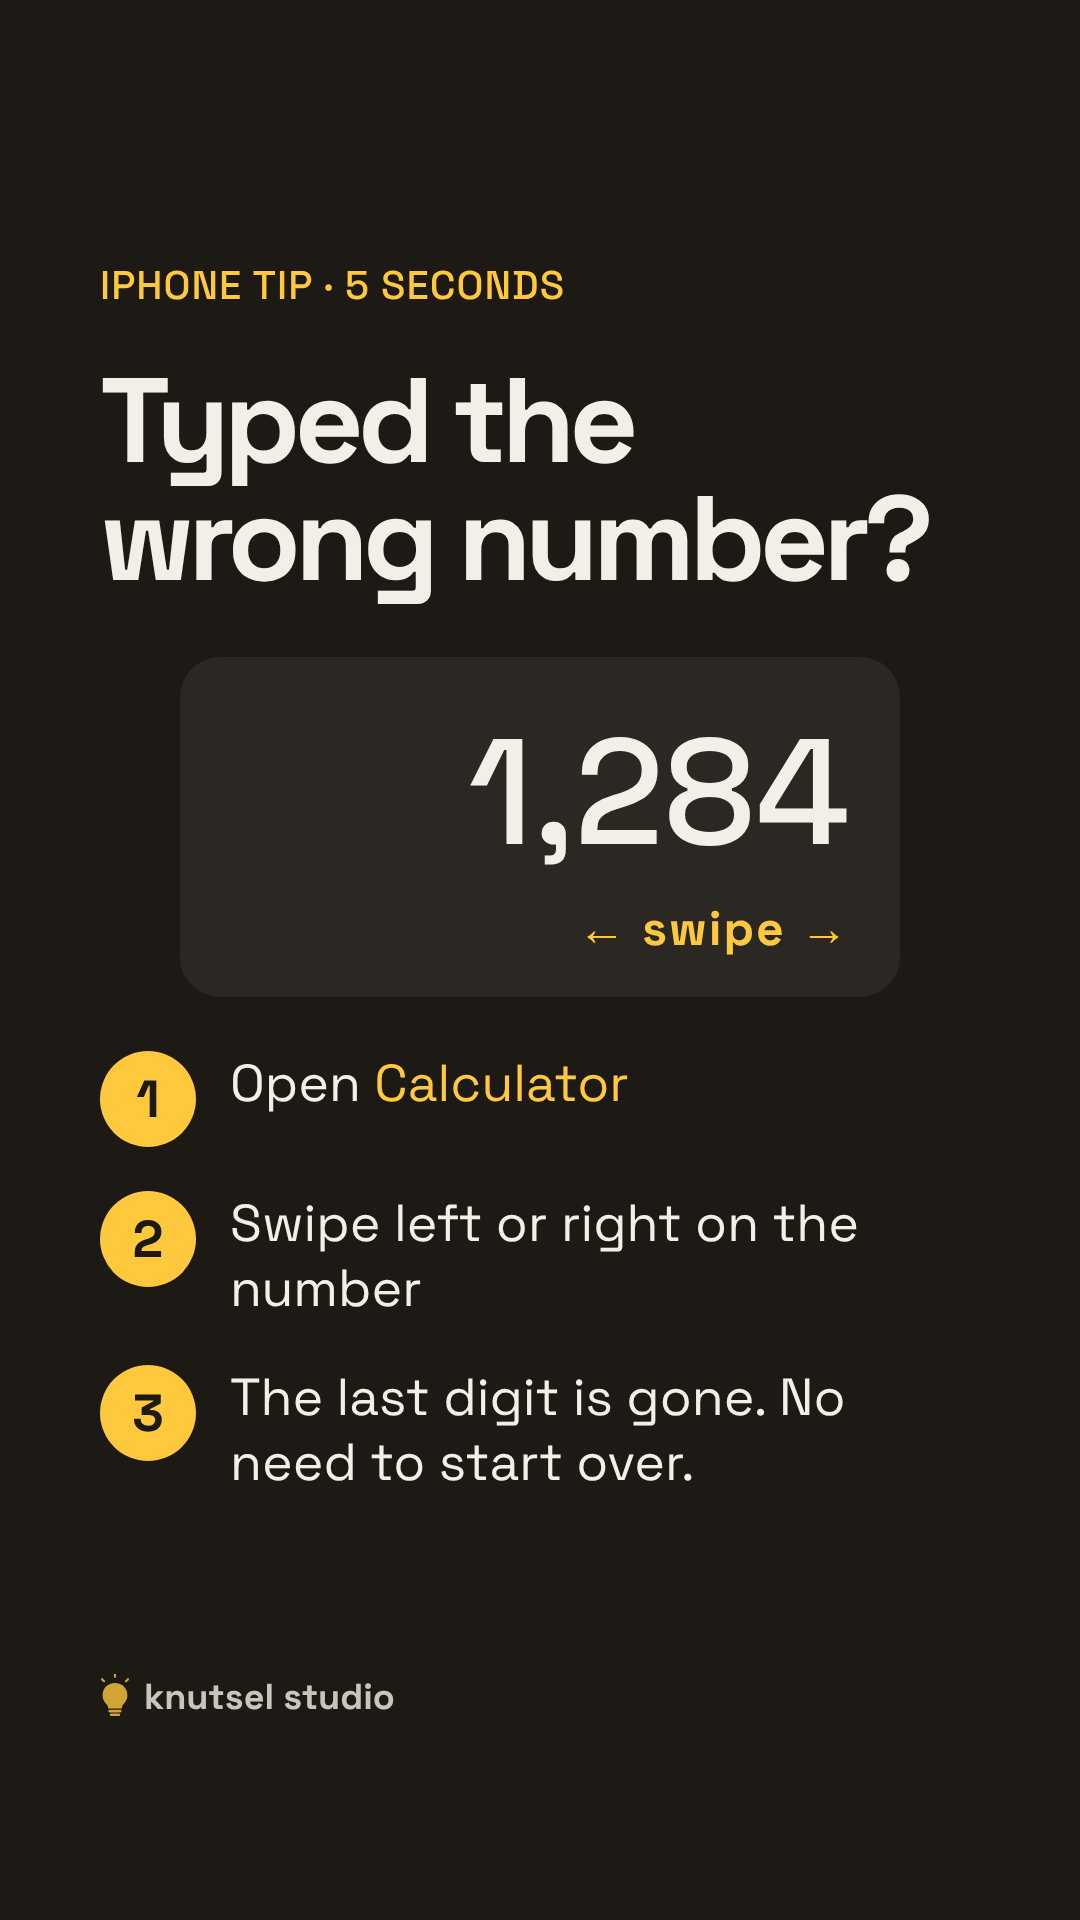 IPHONE TIP · 5 SECONDS
Typed the
wrong number?
1,284
← swipe →
1 Open Calculator
2 Swipe left or right on the
number
3 The last digit is gone. No
need to start over.
knutsel studio